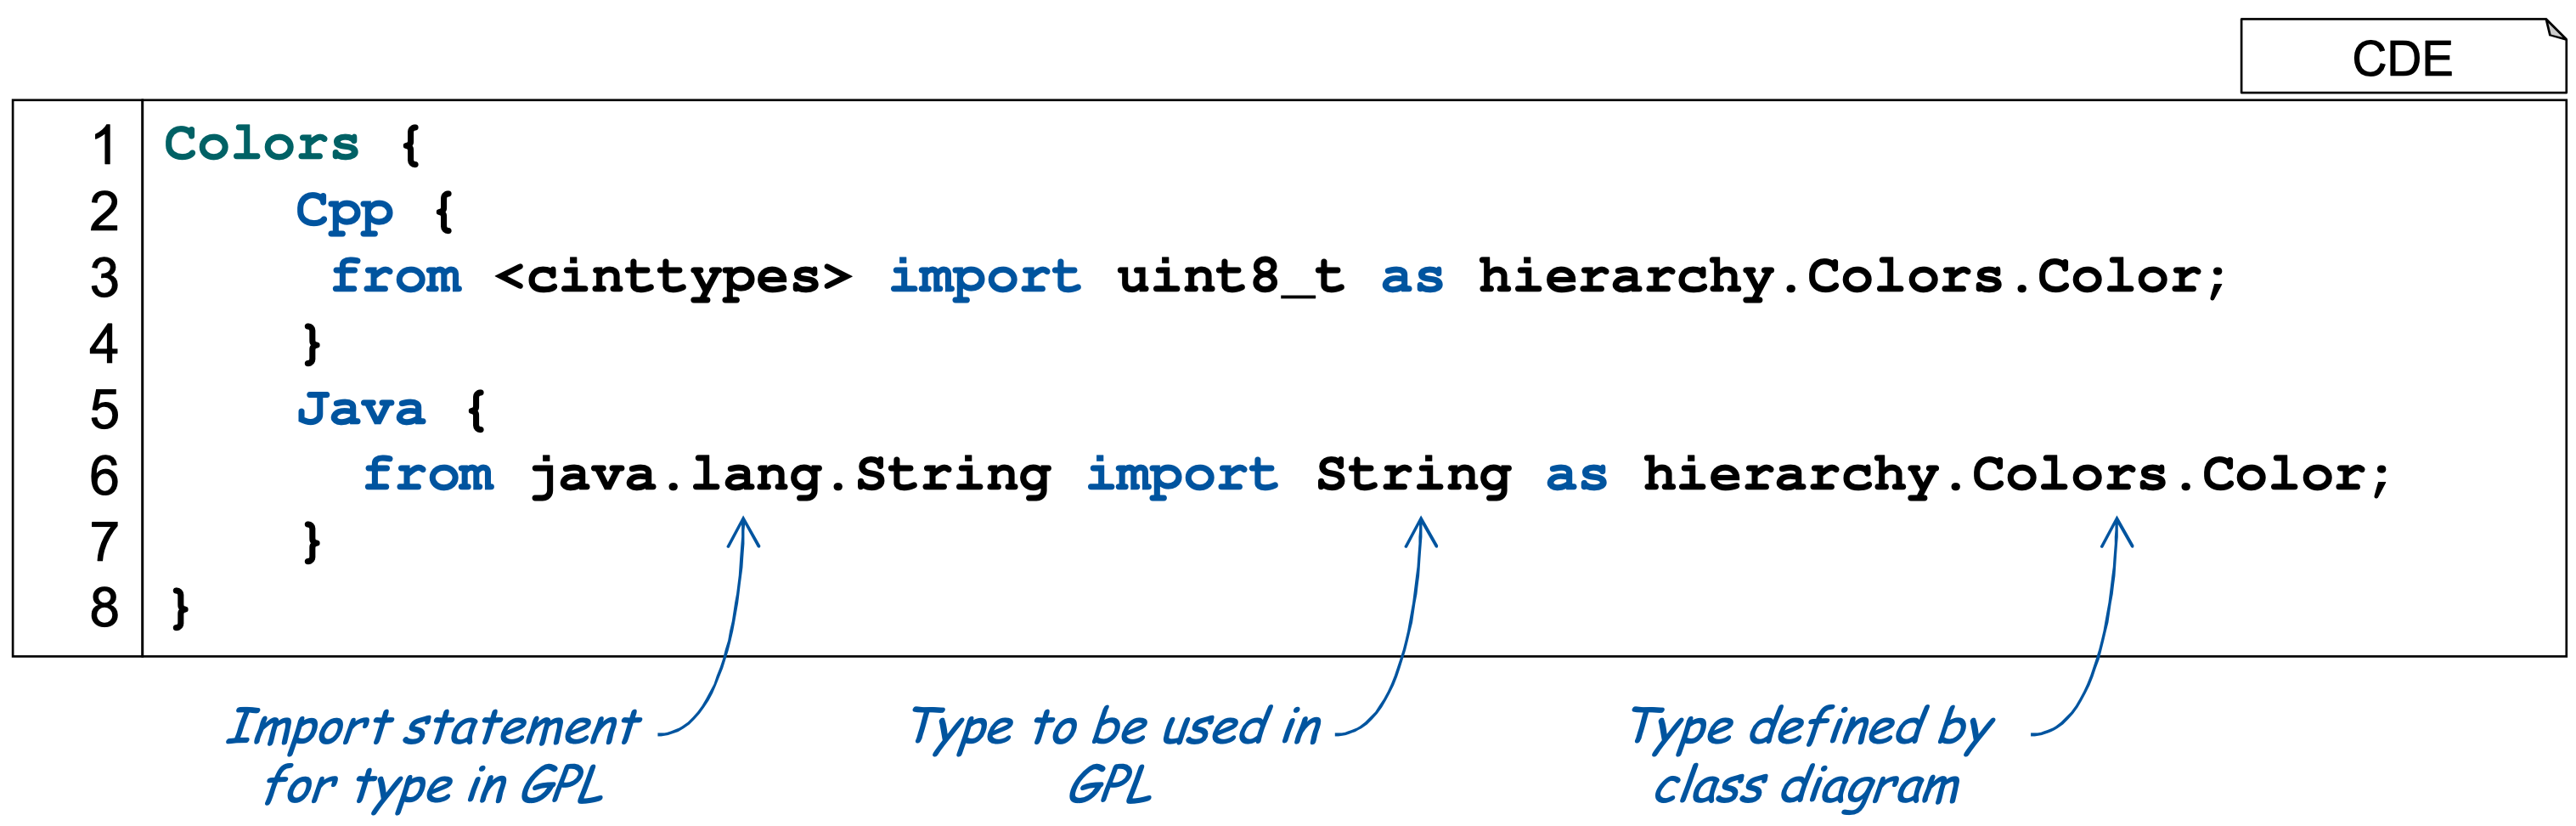 CDE
1 Colors {
2 Cpp {
3 from <cinttypes> import uint8_t as hierarchy.Colors.Color;
4 }
5 Java {
6 from java.lang.String import String as hierarchy.Colors.Color;
7 }
8 }
Import statement
for type in GPL
Type to be used in
GPL
Type defined by
class diagram